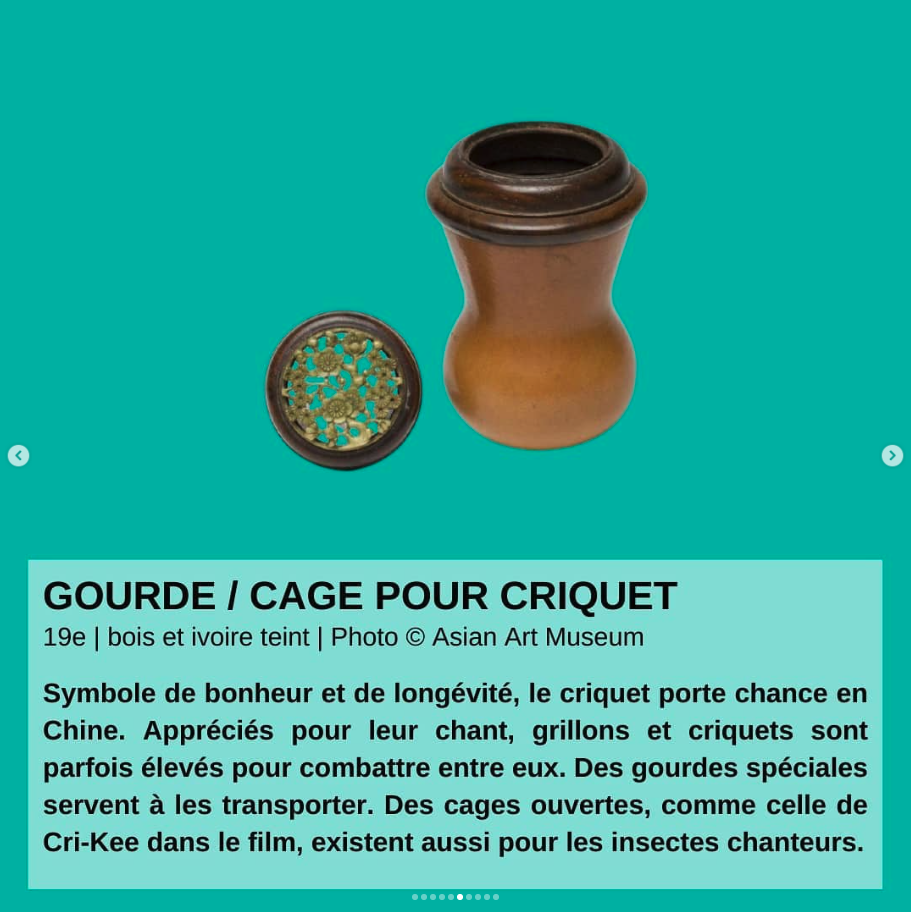 GOURDE / CAGE POUR CRIQUET
19e | bois et ivoire teint | Photo © Asian Art Museum
Symbole de bonheur et de longévité, le criquet porte chance en
Chine. Appréciés pour leur chant, grillons et criquets sont
parfois élevés pour combattre entre eux. Des gourdes spéciales
servent à les transporter. Des cages ouvertes, comme celle de
Cri-Kee dans le film, existent aussi pour les insectes chanteurs.